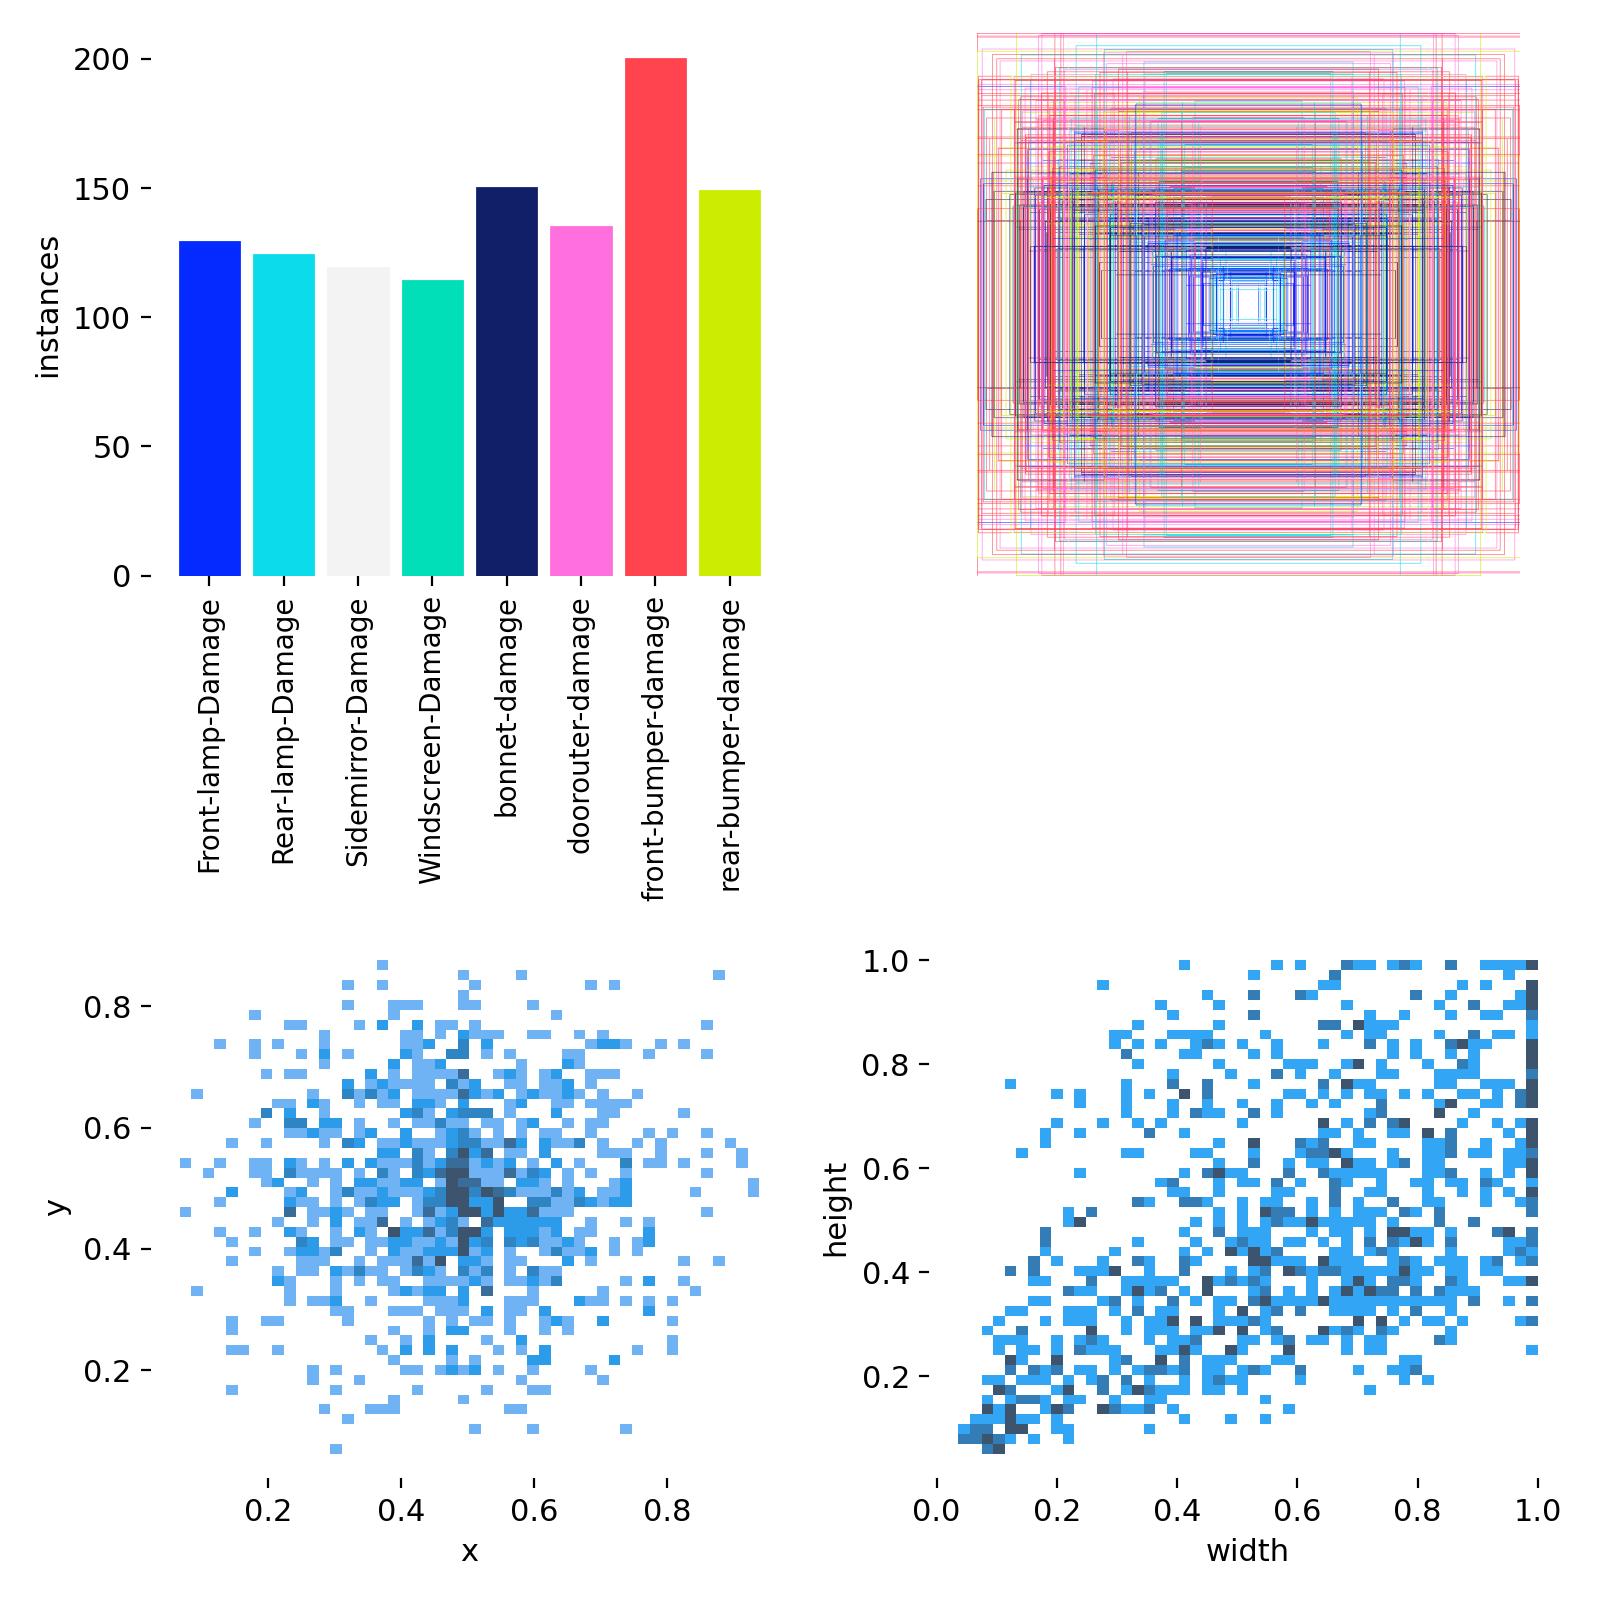 200
150
100
50
0
instances
Front-lamp-Damage
Rear-lamp-Damage
Sidemirror-Damage
Windscreen-Damage
bonnet-damage
doorouter-damage
front-bumper-damage
rear-bumper-damage
0.8
0.6
0.4
0.2
y
0.2 0.4 0.6 0.8
x
1.0
0.8
0.6
0.4
0.2
height
0.0 0.2 0.4 0.6 0.8 1.0
width